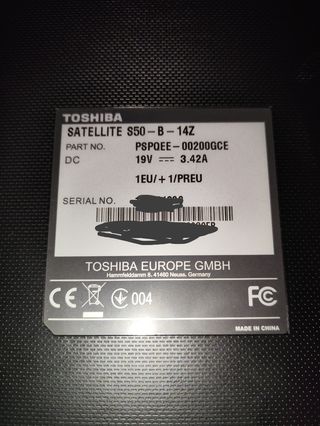 TOSHIBA
SATELLITE S50-B-14Z
PART NO. PSPQEE-00200GCE
DC 19V 3.42A
1EU/+1/PREU
SERIAL NO.
TOSHIBA EUROPE GMBH
Hammfelddamm 8, 41460 Neuss, Germany
CE 004 FC
MADE IN CHINA